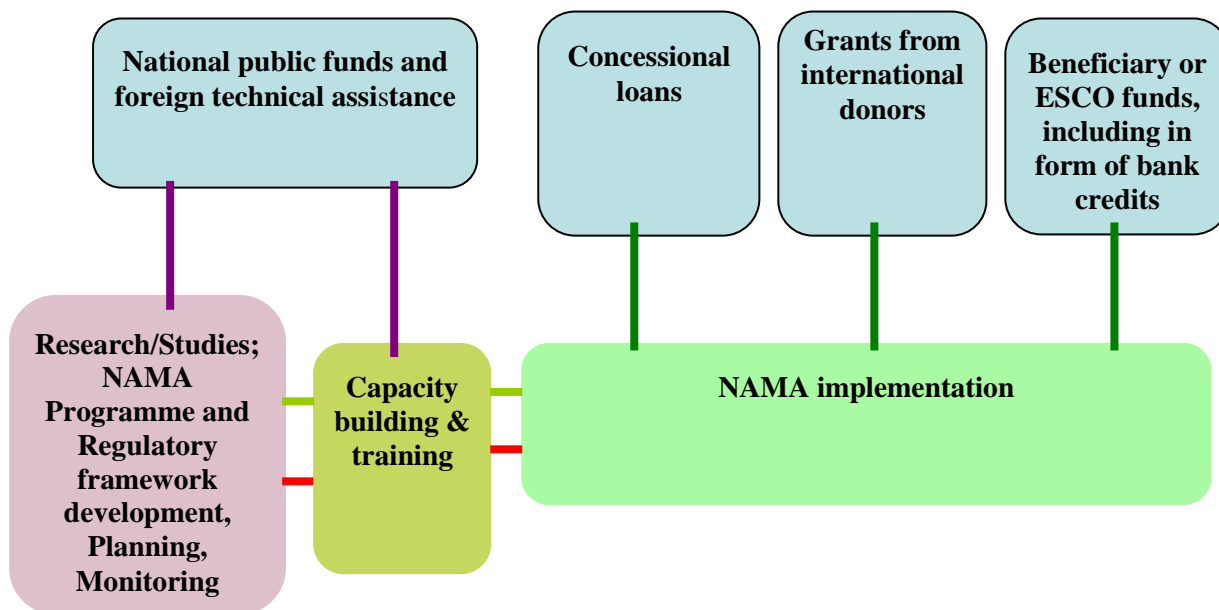 National public funds and
foreign technical assistance
Concessional
loans
Grants from
international
donors
Beneficiary or
ESCO funds,
including in
form of bank
credits
Research/Studies;
NAMA
Programme and
Regulatory
framework
development,
Planning,
Monitoring
Capacity
building &
training
NAMA implementation